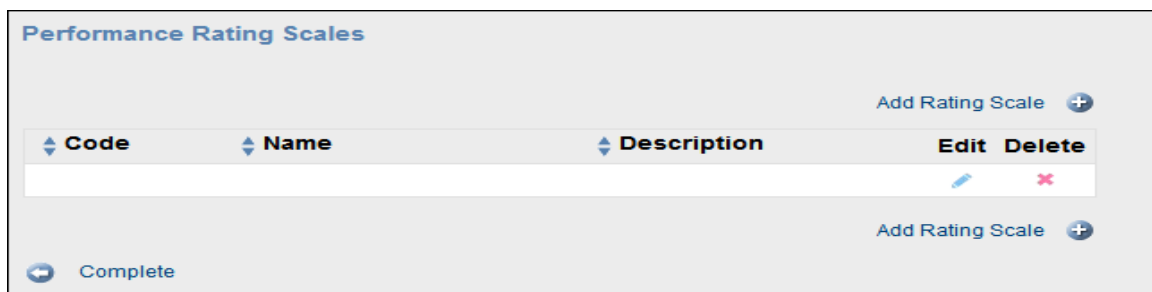 Performance Rating Scales
Add Rating Scale
Code Name Description Edit Delete
Add Rating Scale
Complete